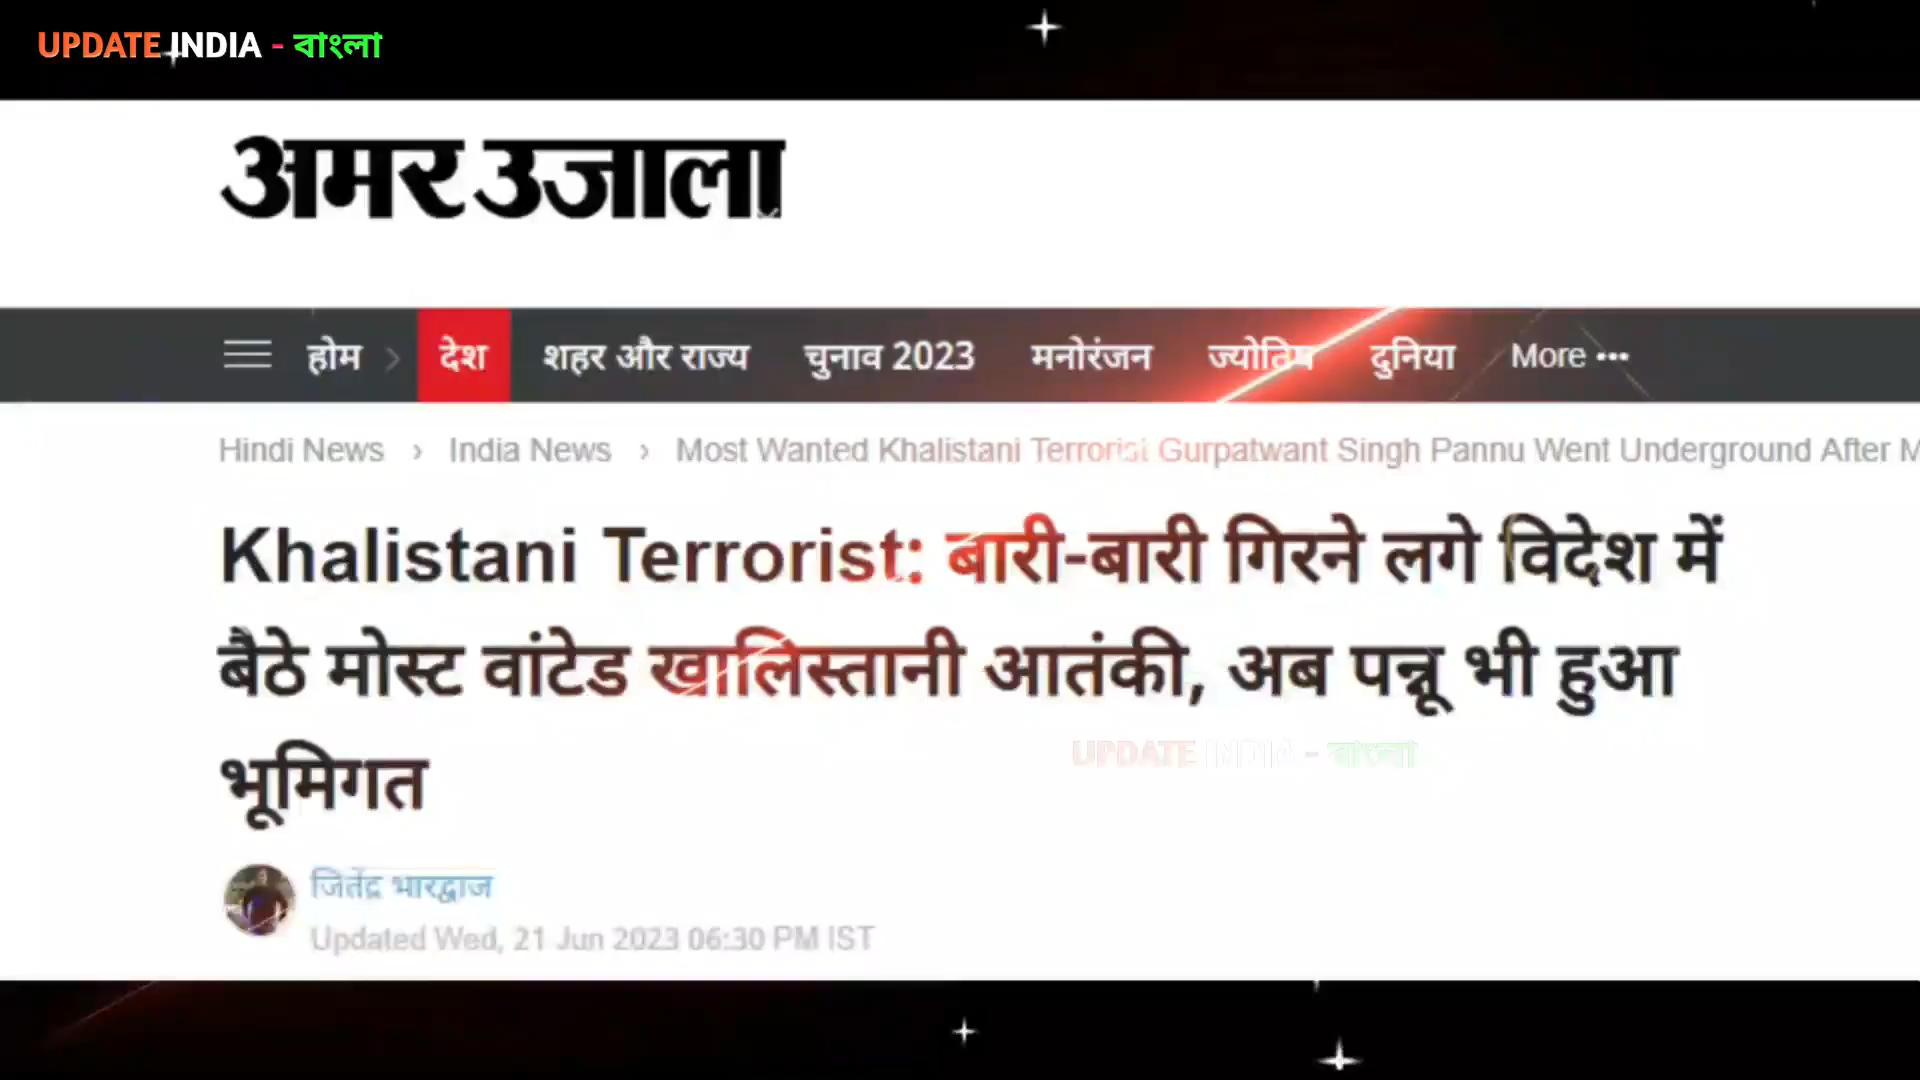 UPDATE INDIA - বাংলা
अमर उजाला
होम > देश शहर और राज्य चुनाव 2023 मनोरंजन ज्योतिष दुनिया More •••
Hindi News > India News > Most Wanted Khalistani Terrorist Gurpatwant Singh Pannu Went Underground After M
Khalistani Terrorist: बारी-बारी गिरने लगे विदेश में
बैठे मोस्ट वांटेड खालिस्तानी आतंकी, अब पन्नू भी हुआ
भूमिगत
UPDATE INDIA - বাংলা
जितेंद्र भारद्वाज
Updated Wed, 21 Jun 2023 06:30 PM IST